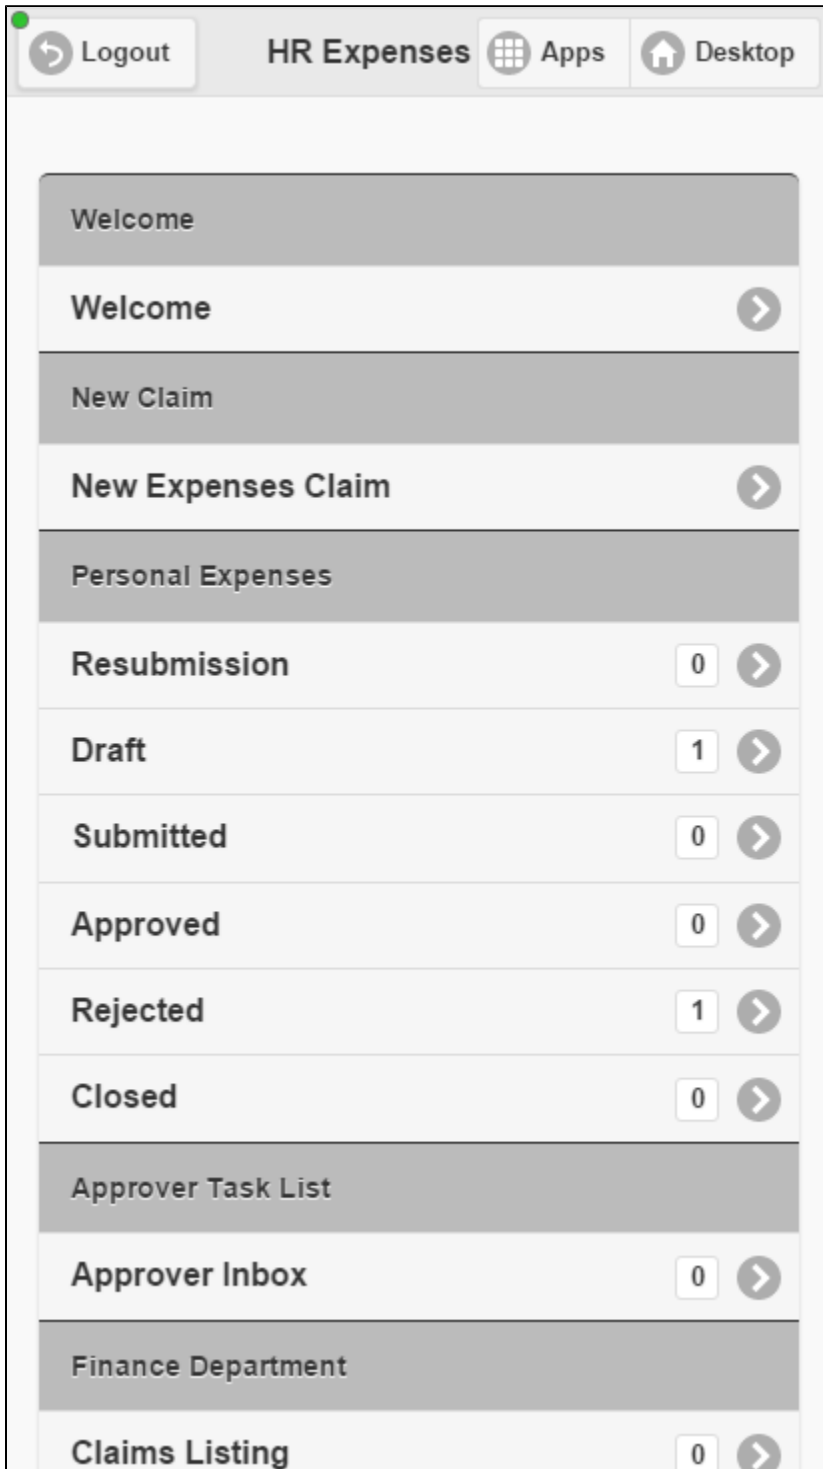 Logout HR Expenses Apps Desktop
Welcome
Welcome
New Claim
New Expenses Claim
Personal Expenses
Resubmission 0
Draft 1
Submitted 0
Approved 0
Rejected 1
Closed 0
Approver Task List
Approver Inbox 0
Finance Department
Claims Listing 0